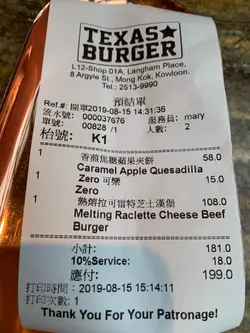 TEXAS
BURGER
L12-Shop 01A, Langham Place,
8 Argyle St., Mong Kok, Kowloon.
Tel.: 2513-9990
預結單
Ref.#: 開單2019-08-15 14:31:36
流水號: 000037676 服務員: mary
單號: 00828 /1 人數: 2
枱號: K1
1 香煎焦糖蘋果夾餅 58.0
Caramel Apple Quesadilla
1 Zero 可樂 15.0
Zero
1 熱熔拉可雷特芝士漢堡 108.0
Melting Raclette Cheese Beef
Burger
小計: 181.0
10%Service: 18.0
應付: 199.0
打印時間: 2019-08-15 15:14:11
打印次數: 1
Thank You For Your Patronage!